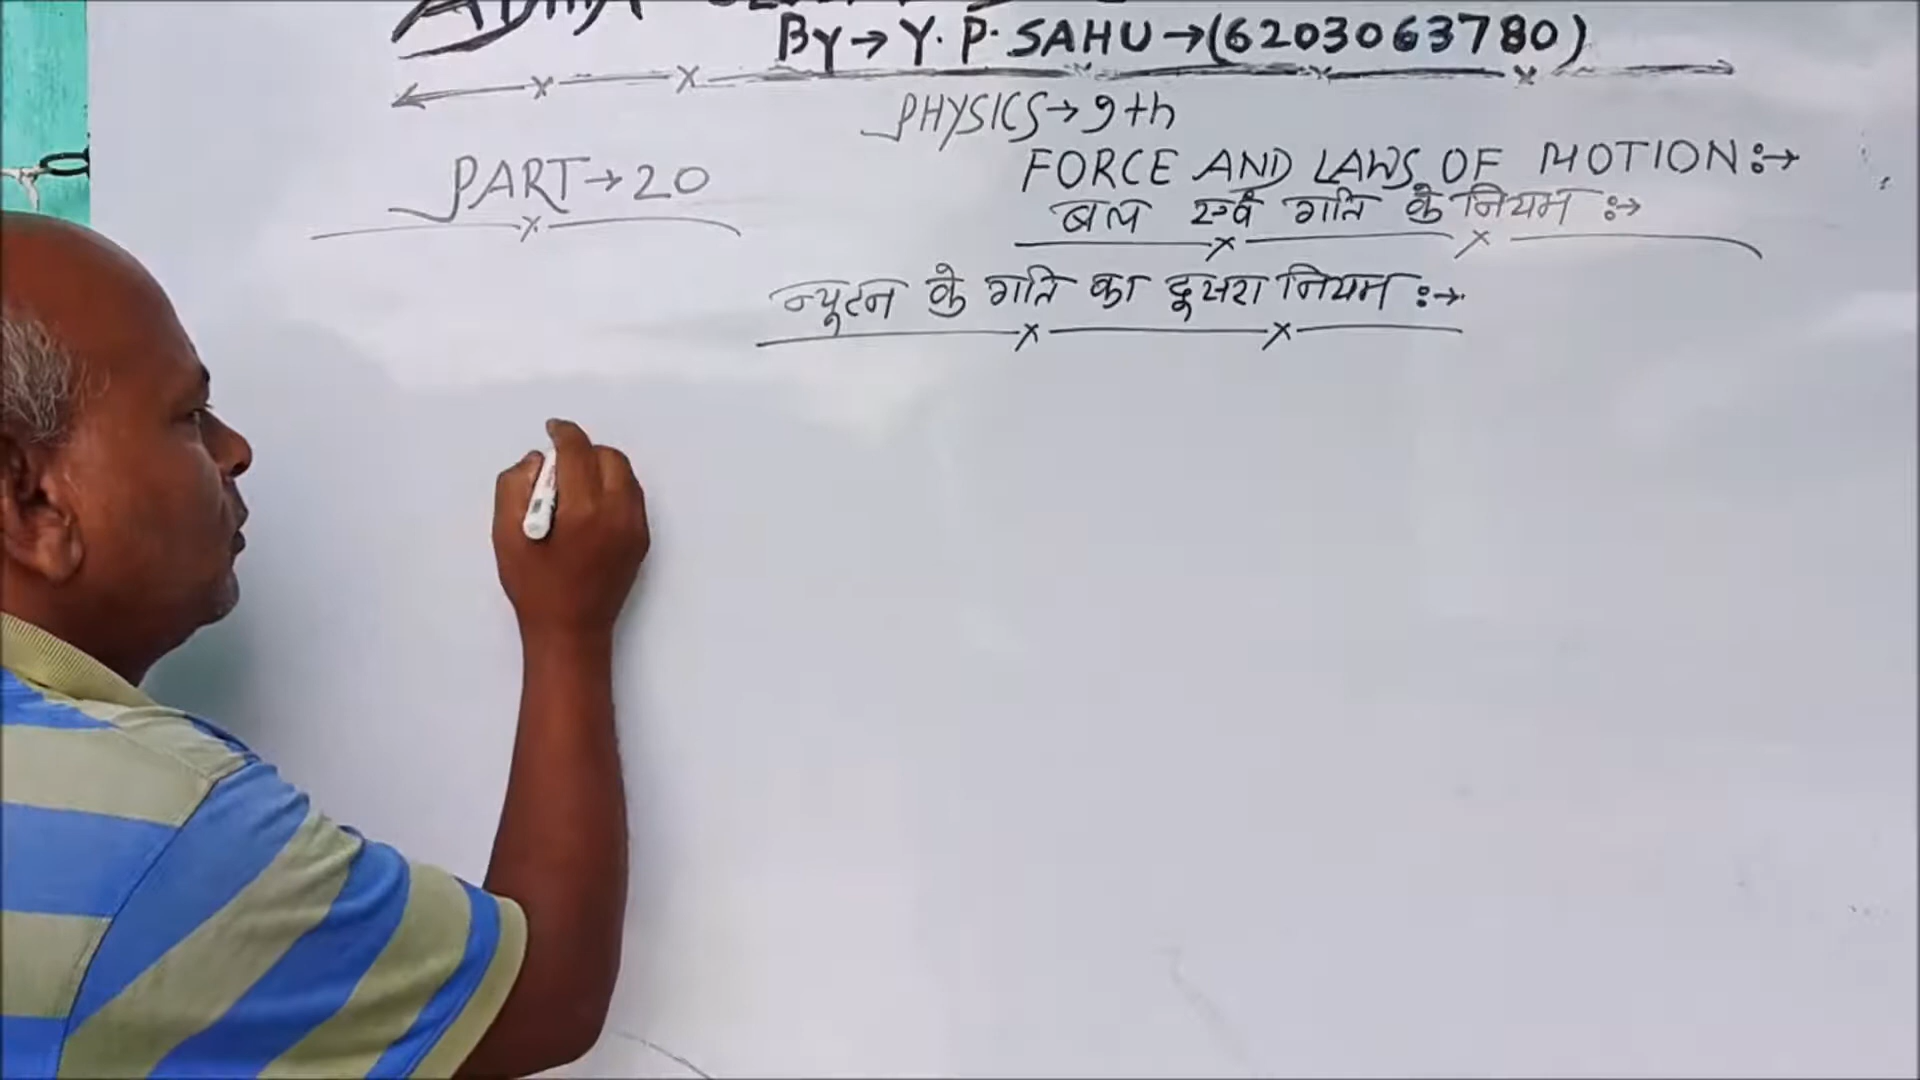 By → Y. P. SAHU → (6203063780)
PHYSICS → 9th
PART → 20
FORCE AND LAWS OF MOTION :→
बल एवं गति के नियम :→
न्यूटन के गति का दूसरा नियम :→